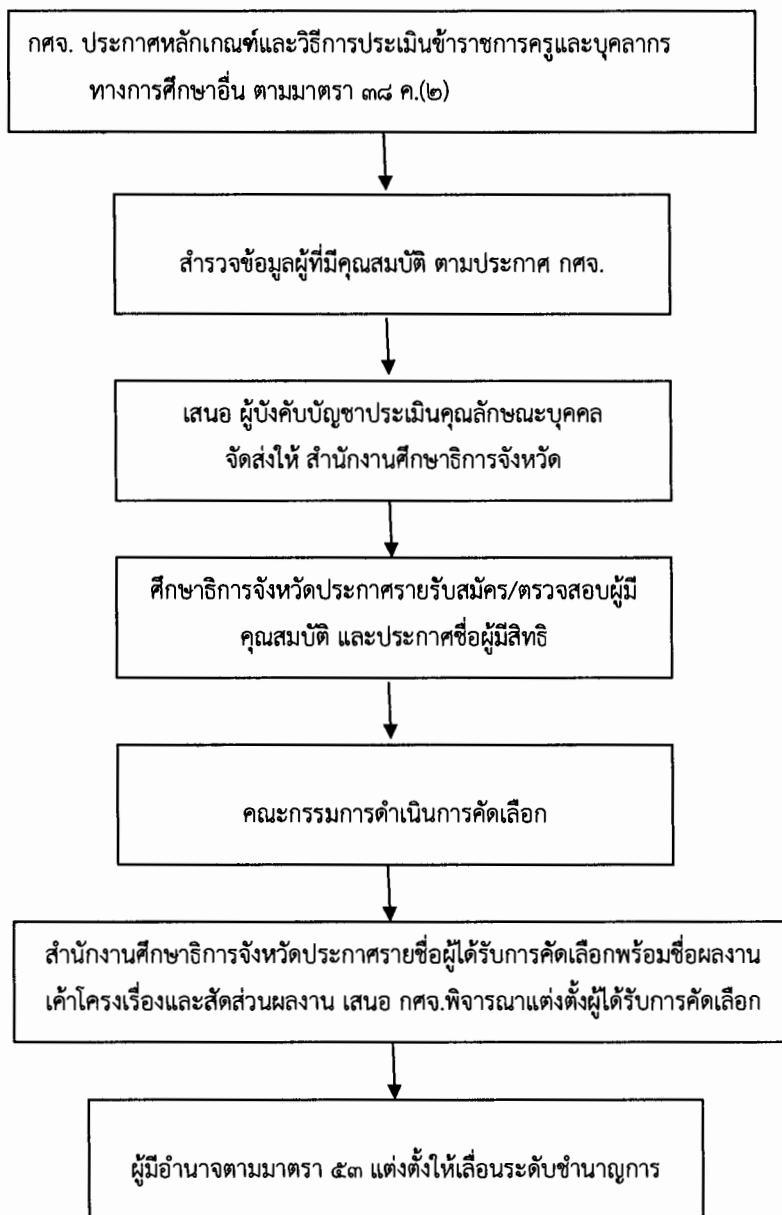 กศจ. ประกาศหลักเกณฑ์และวิธีการประเมินข้าราชการครูและบุคลากร
ทางการศึกษาอื่น ตามมาตรา ๓๘ ค.(๒)
สำรวจข้อมูลผู้ที่มีคุณสมบัติ ตามประกาศ กศจ.
เสนอ ผู้บังคับบัญชาประเมินคุณลักษณะบุคคล
จัดส่งให้ สำนักงานศึกษาธิการจังหวัด
ศึกษาธิการจังหวัดประกาศรายรับสมัคร/ตรวจสอบผู้มี
คุณสมบัติ และประกาศชื่อผู้มีสิทธิ
คณะกรรมการดำเนินการคัดเลือก
สำนักงานศึกษาธิการจังหวัดประกาศรายชื่อผู้ได้รับการคัดเลือกพร้อมชื่อผลงาน
เค้าโครงเรื่องและสัดส่วนผลงาน เสนอ กศจ.พิจารณาแต่งตั้งผู้ได้รับการคัดเลือก
ผู้มีอำนาจตามมาตรา ๕๓ แต่งตั้งให้เลื่อนระดับชำนาญการ